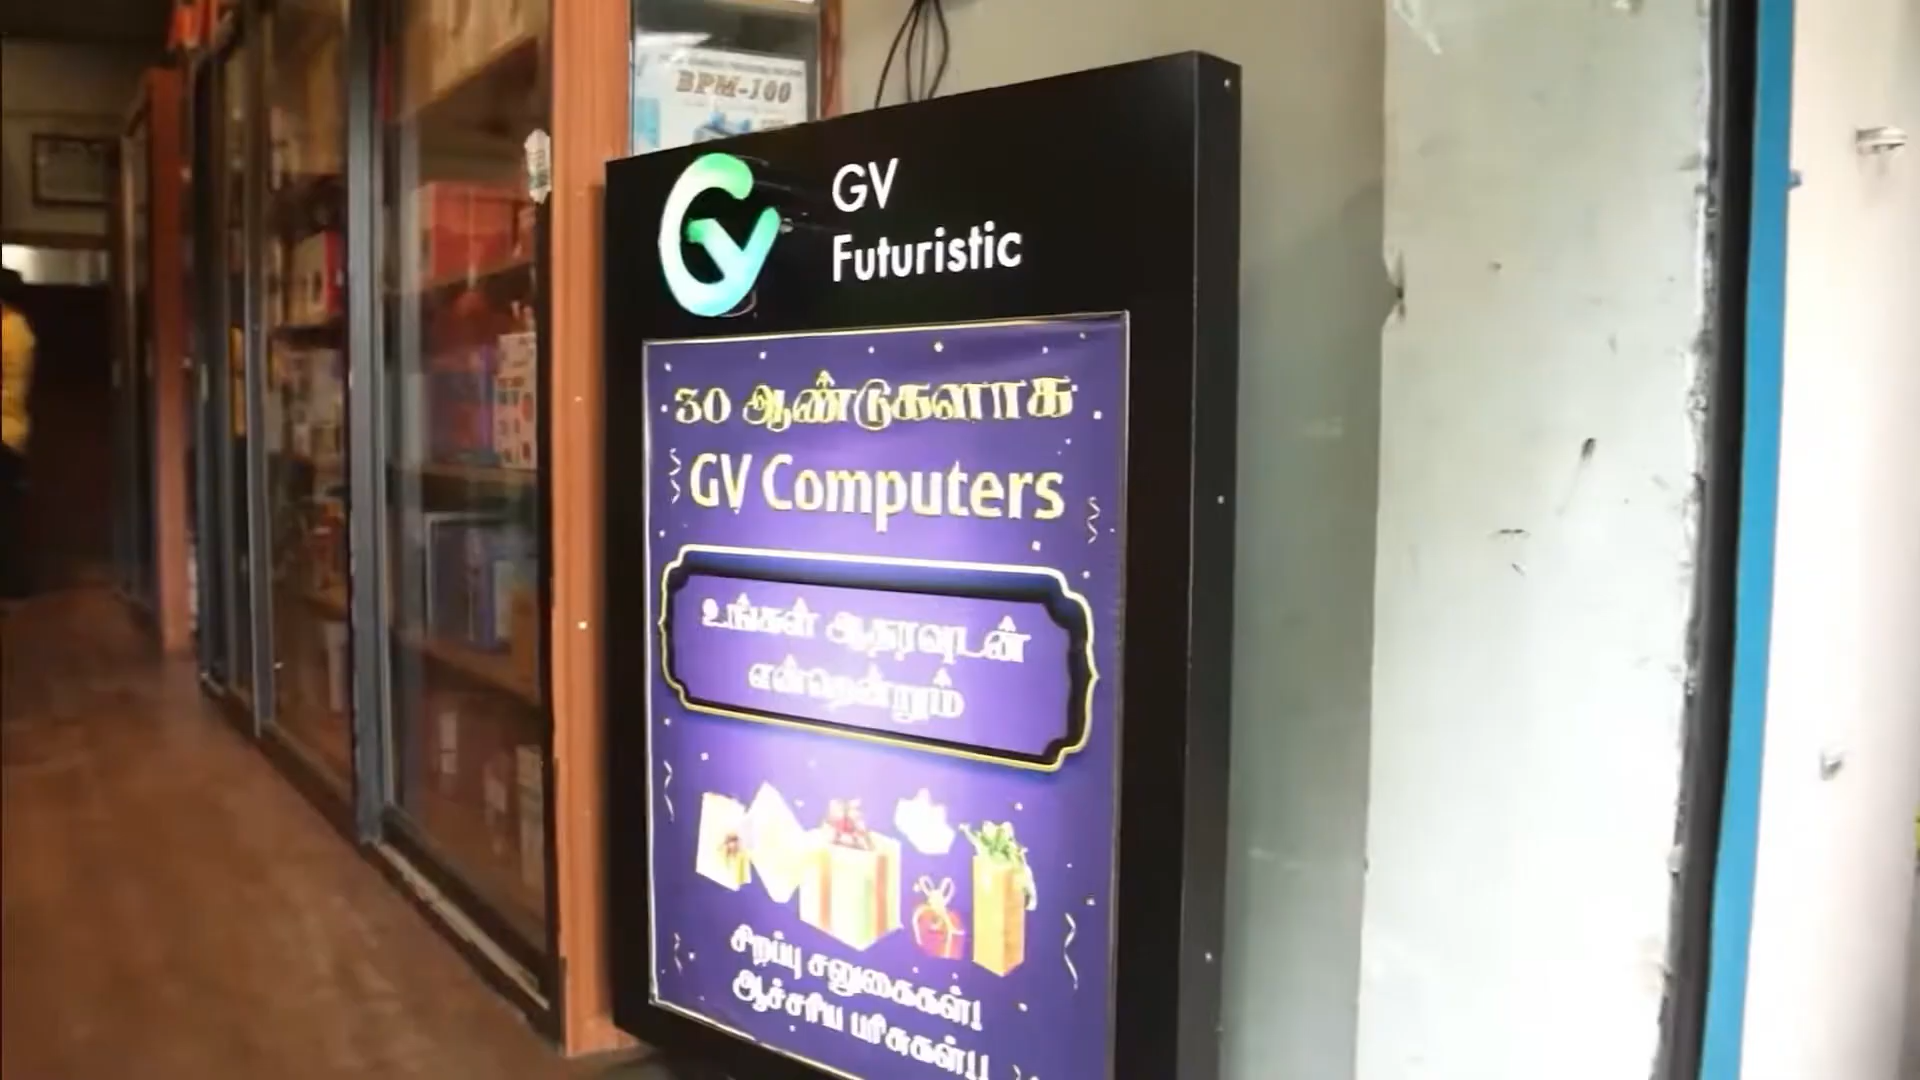 BPM-100
GV
Futuristic
30 ஆண்டுகளாக
GV Computers
உங்கள் ஆதரவுடன்
என்றென்றும்
சிறப்பு சலுகைகள்!
ஆச்சரிய பரிசுகள்!!